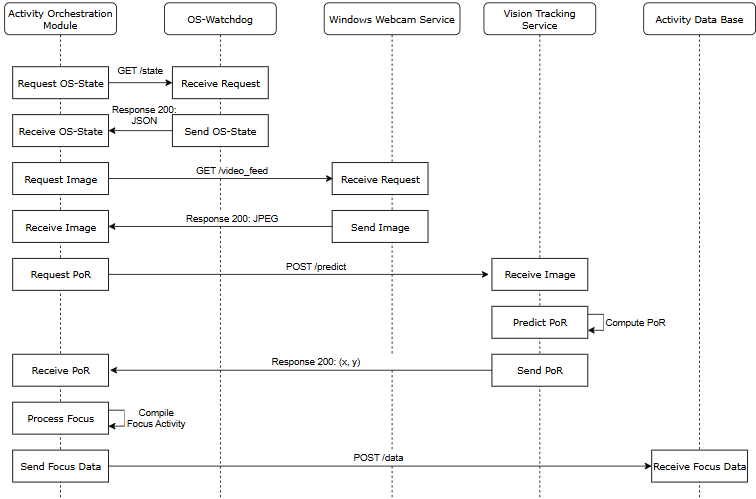 Activity Orchestration
Module
OS-Watchdog
Windows Webcam Service
Vision Tracking
Service
Activity Data Base
Request OS-State
GET /state
Receive Request
Receive OS-State
Response 200:
JSON
Send OS-State
Request Image
GET /video_feed
Receive Request
Receive Image
Response 200: JPEG
Send Image
Request PoR
POST /predict
Receive Image
Predict PoR
Compute PoR
Receive PoR
Response 200: (x, y)
Send PoR
Process Focus
Compile
Focus Activity
Send Focus Data
POST /data
Receive Focus Data